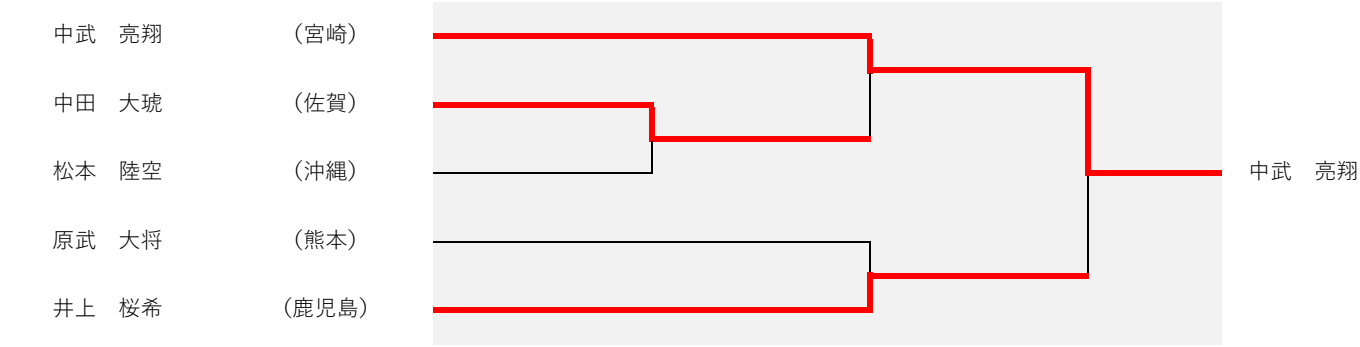 中武　亮翔　（宮崎）
中田　大琥　（佐賀）
松本　陸空　（沖縄）　中武　亮翔
原武　大将　（熊本）
井上　桜希　（鹿児島）